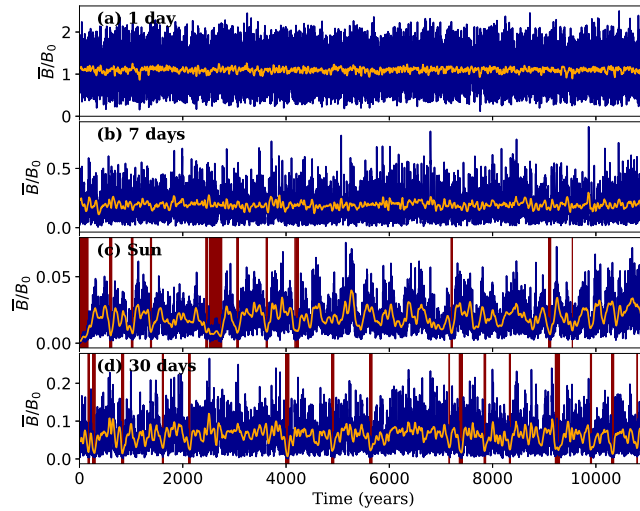 (a) 1 day
2
1
0
B̅/B₀
(b) 7 days
0.5
0.0
B̅/B₀
(c) Sun
0.05
0.00
B̅/B₀
(d) 30 days
0.2
0.1
0.0
B̅/B₀
0 2000 4000 6000 8000 10000
Time (years)